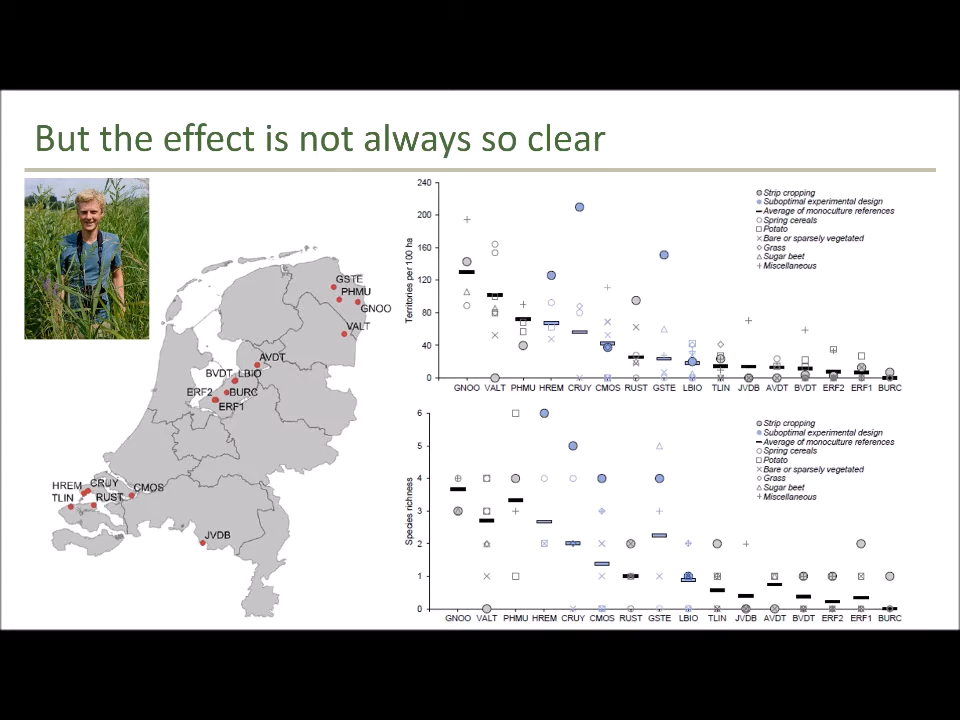 But the effect is not always so clear
GSTE
PHMU
GNOO
VALT
AVDT
BVDT LBIO
ERF2 BURC
ERF1
HREM CRUY CMOS
TLIN RUST
JVDB
Territories per 100 ha
240
200
160
120
80
40
0
Strip cropping
Suboptimal experimental design
Average of monoculture references
Spring cereals
Potato
Bare or sparsely vegetated
Grass
Sugar beet
Miscellaneous
GNOO VALT PHMU HREM CRUY CMOS RUST GSTE LBIO TLIN JVDB AVDT BVDT ERF2 ERF1 BURC
Species richness
6
5
4
3
2
1
0
Strip cropping
Suboptimal experimental design
Average of monoculture references
Spring cereals
Potato
Bare or sparsely vegetated
Grass
Sugar beet
Miscellaneous
GNOO VALT PHMU HREM CRUY CMOS RUST GSTE LBIO TLIN JVDB AVDT BVDT ERF2 ERF1 BURC